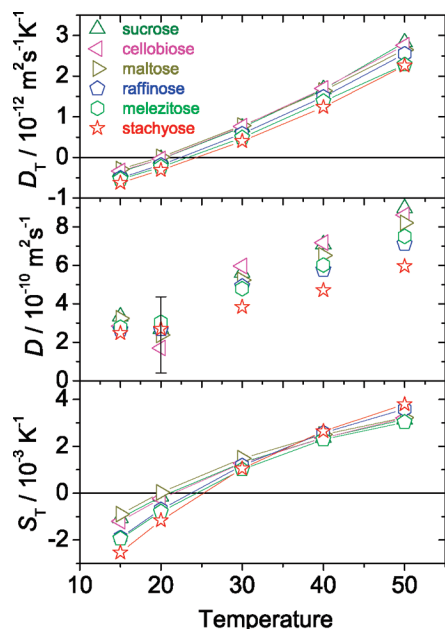 sucrose
cellobiose
maltose
raffinose
melezitose
stachyose
D_T / 10^-12 m^2s^-1K^-1
3
2
1
0
-1
D / 10^-10 m^2s^-1
8
6
4
2
0
S_T / 10^-3 K^-1
4
2
0
-2
10 20 30 40 50
Temperature